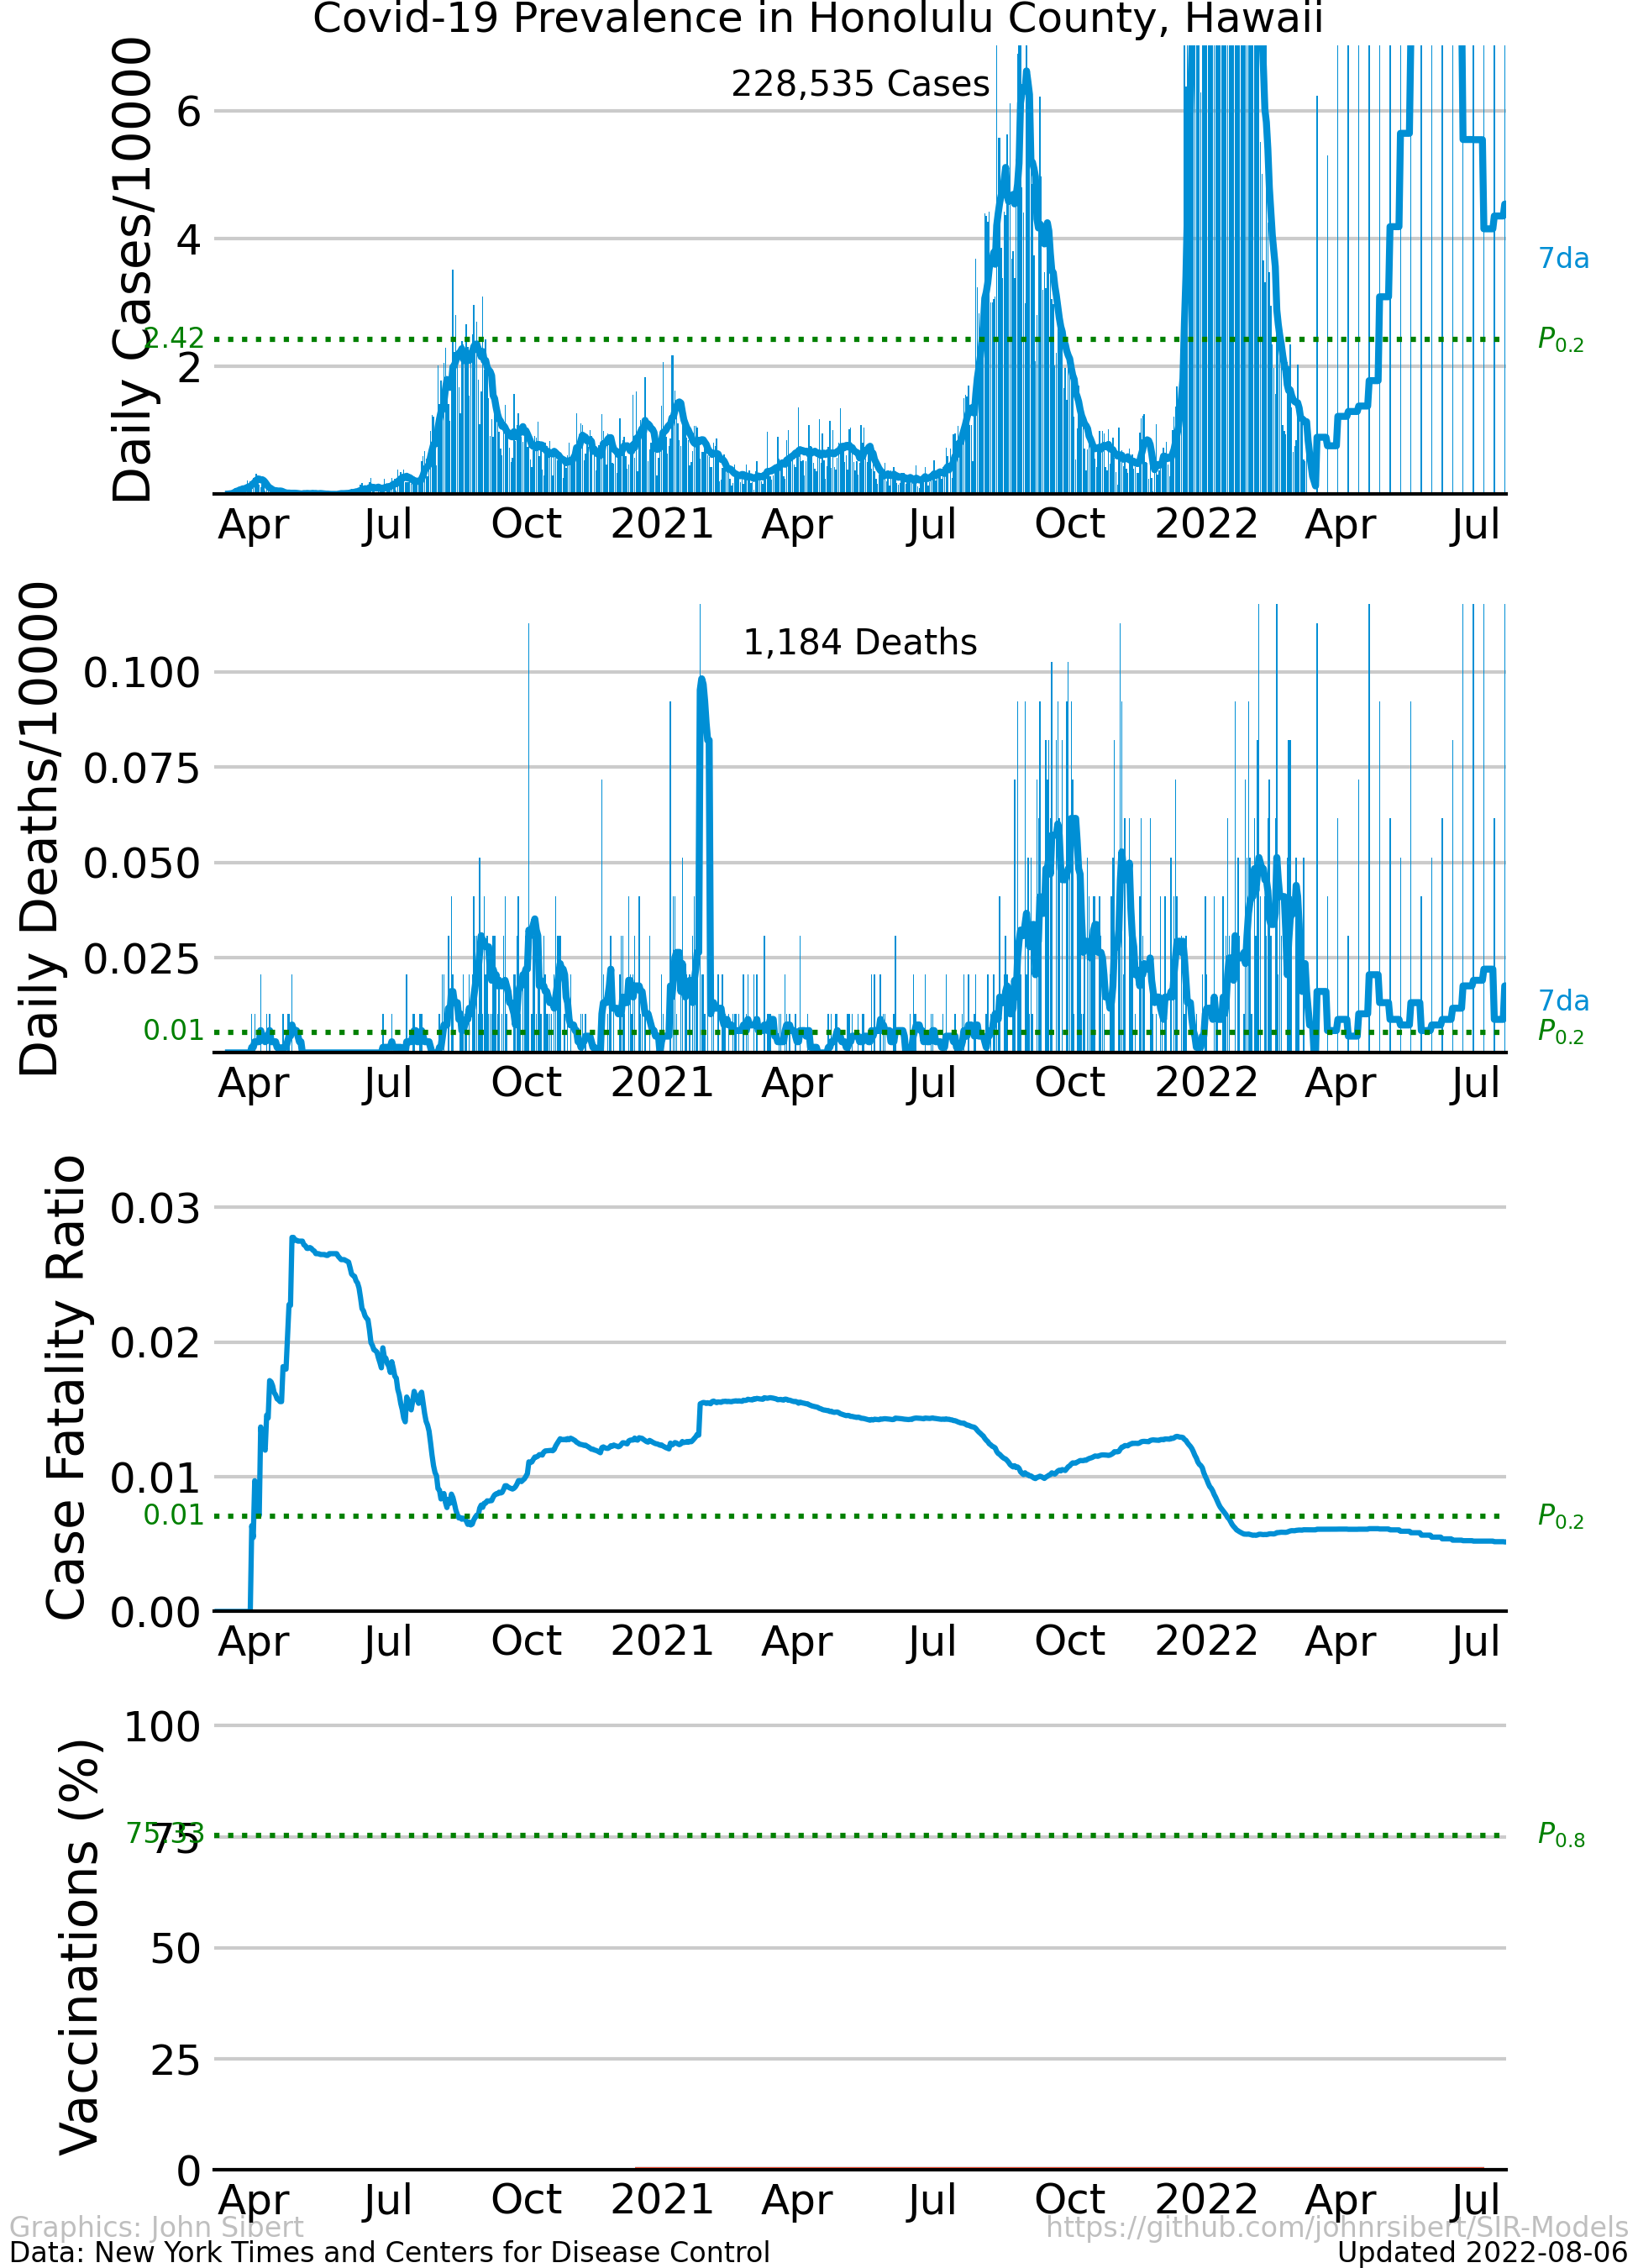 Covid-19 Prevalence in Honolulu County, Hawaii
Daily Cases/10000
228,535 Cases
6
4
2
2.42
7da
P0.2
Apr Jul Oct 2021 Apr Jul Oct 2022 Apr Jul
Daily Deaths/10000
1,184 Deaths
0.100
0.075
0.050
0.025
0.01
7da
P0.2
Apr Jul Oct 2021 Apr Jul Oct 2022 Apr Jul
Case Fatality Ratio
0.03
0.02
0.01
0.01
0.00
P0.2
Apr Jul Oct 2021 Apr Jul Oct 2022 Apr Jul
Vaccinations (%)
100
75
75.33
50
25
0
P0.8
Apr Jul Oct 2021 Apr Jul Oct 2022 Apr Jul
Graphics: John Sibert https://github.com/johnrsibert/SIR-Models
Data: New York Times and Centers for Disease Control Updated 2022-08-06